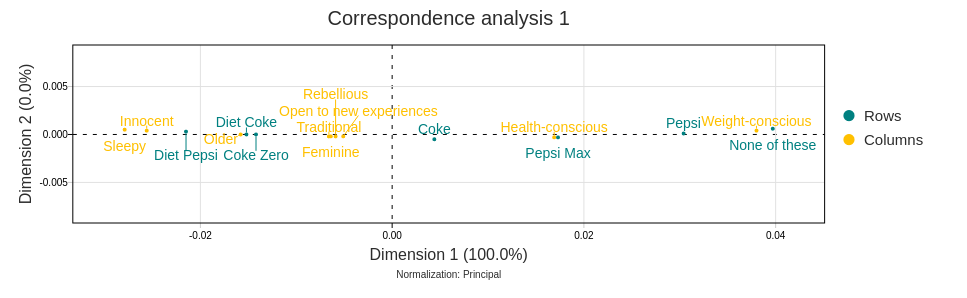 Correspondence analysis 1
Dimension 2 (0.0%)
0.005
0.000
-0.005
Rebellious
Open to new experiences
Traditional
Innocent
Diet Coke
Coke
Health-conscious
Pepsi
Weight-conscious
Sleepy
Older
Diet Pepsi
Coke Zero
Feminine
Pepsi Max
None of these
Rows
Columns
-0.02
0.00
0.02
0.04
Dimension 1 (100.0%)
Normalization: Principal